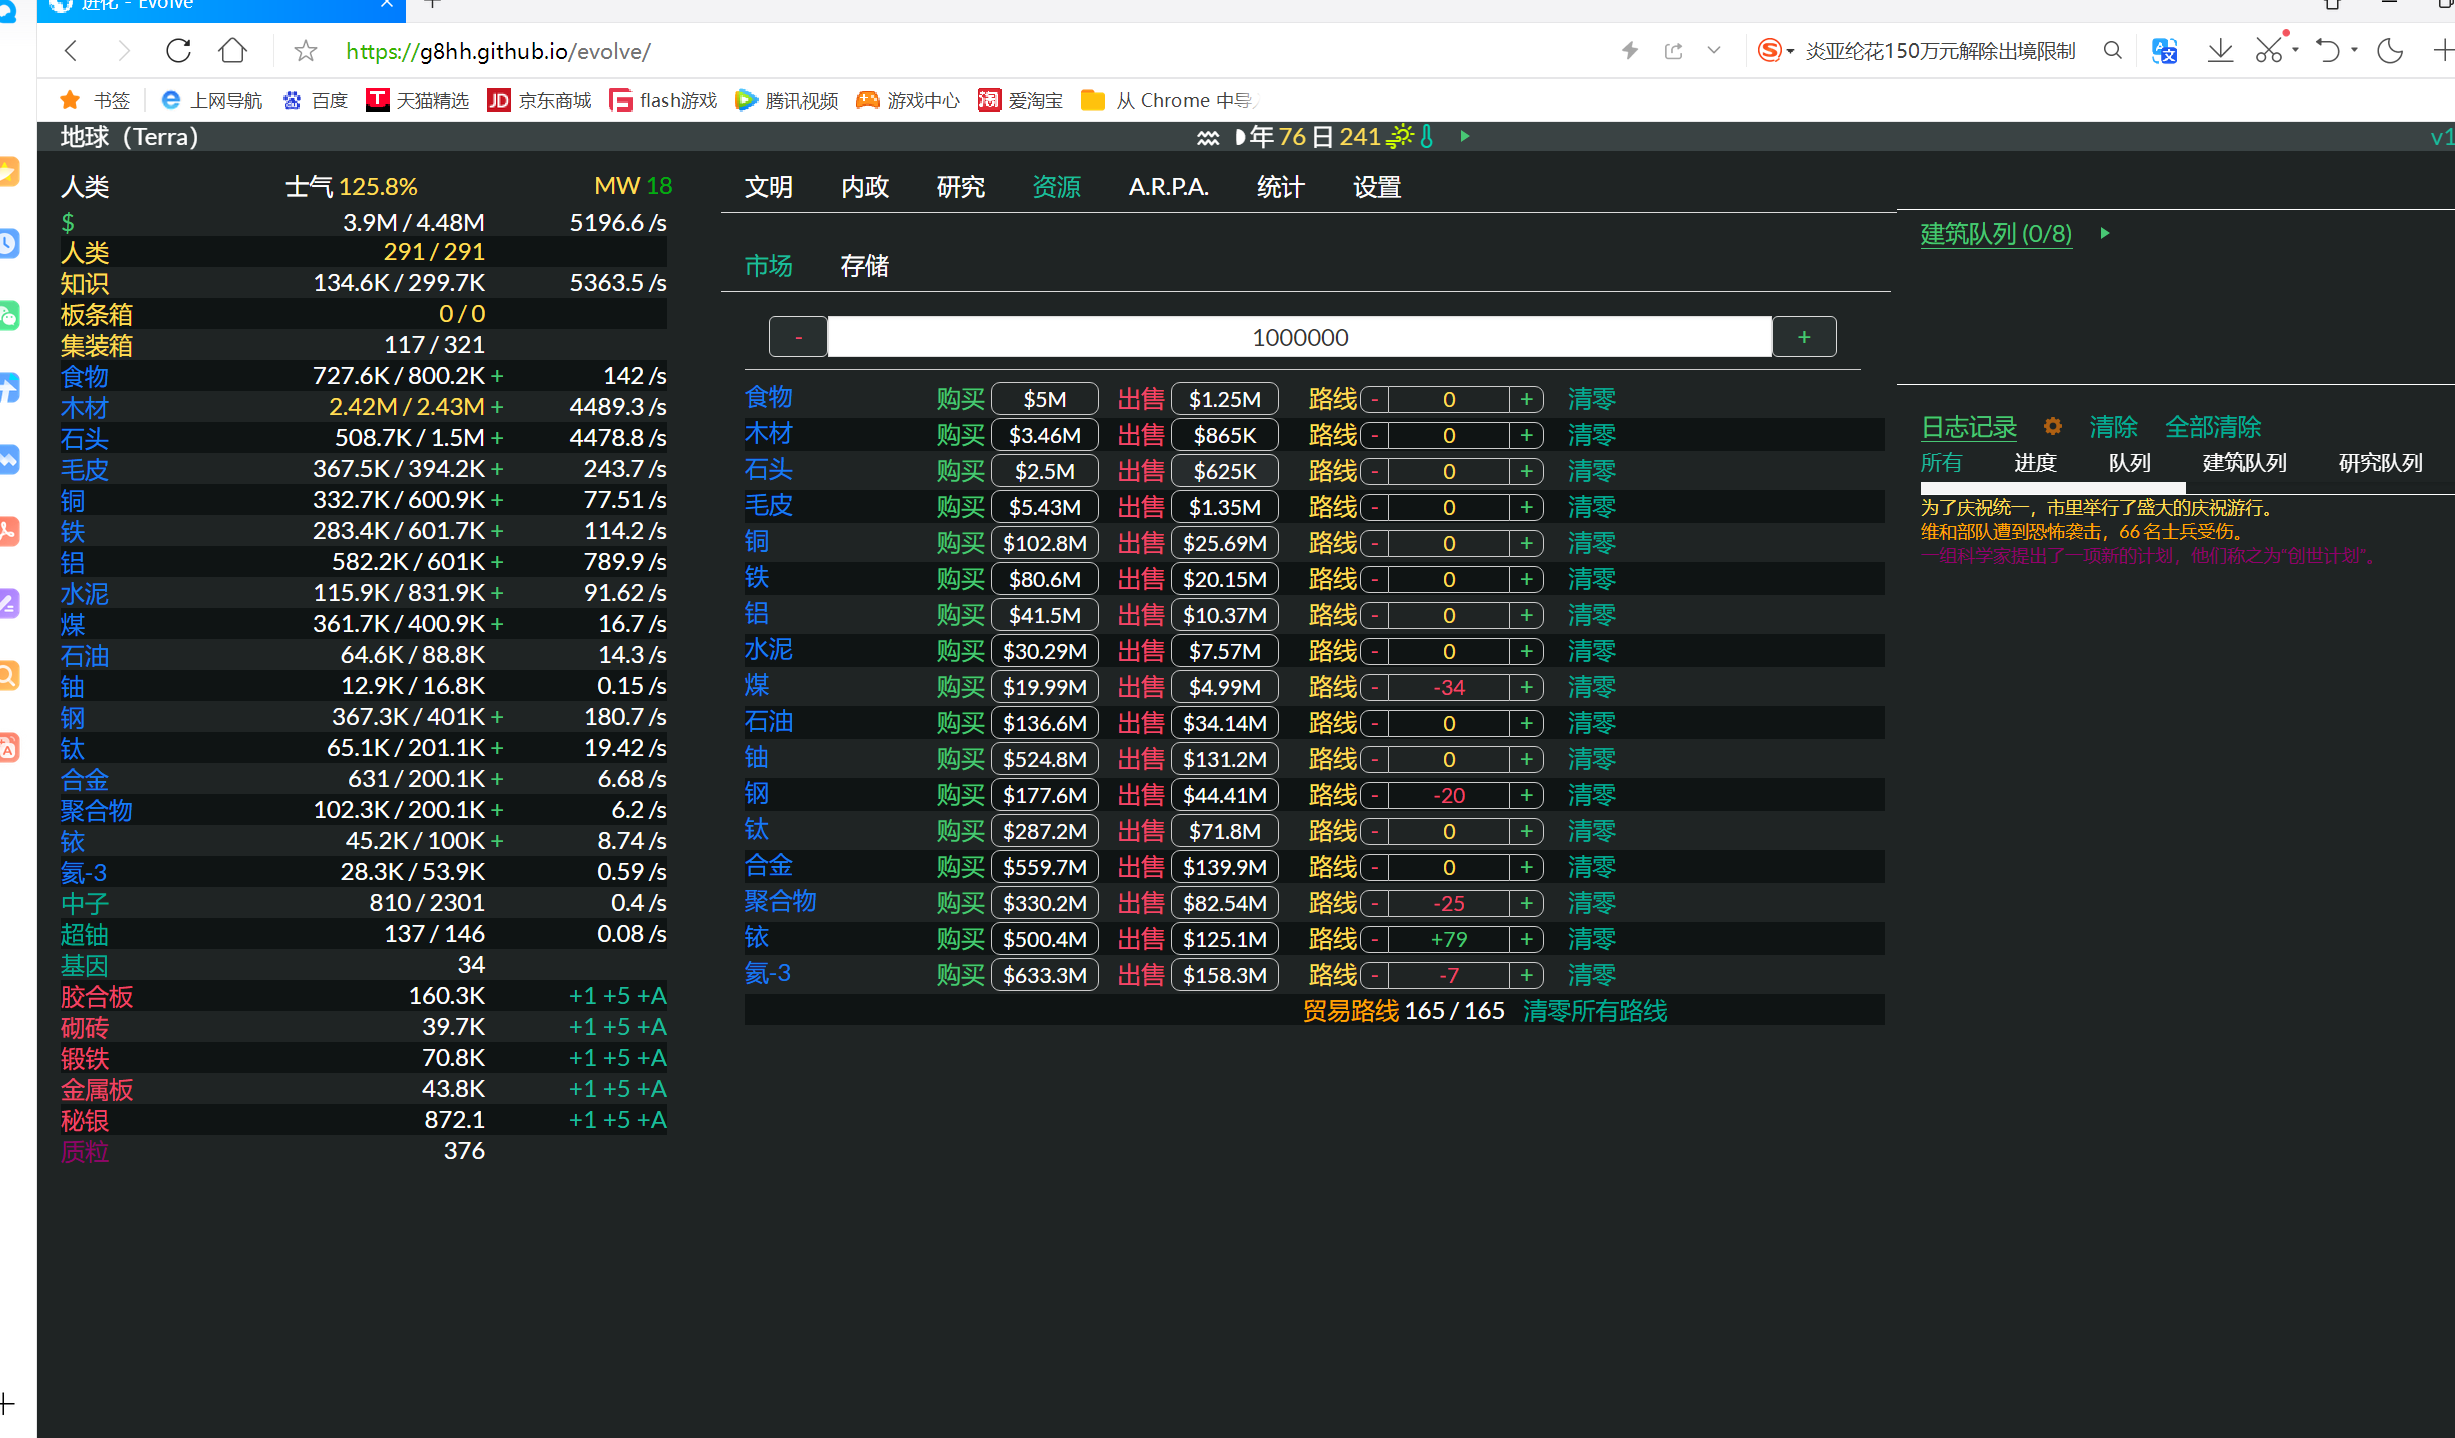 进化 - Evolve
https://g8hh.github.io/evolve/
炎亚纶花150万元解除出境限制
书签 上网导航 百度 天猫精选 京东商城 flash游戏 腾讯视频 游戏中心 爱淘宝 从 Chrome 中导
地球（Terra）
年 76 日 241
v1
人类 士气 125.8% MW 18
$ 3.9M / 4.48M 5196.6 /s
人类 291 / 291
知识 134.6K / 299.7K 5363.5 /s
板条箱 0 / 0
集装箱 117 / 321
食物 727.6K / 800.2K + 142 /s
木材 2.42M / 2.43M + 4489.3 /s
石头 508.7K / 1.5M + 4478.8 /s
毛皮 367.5K / 394.2K + 243.7 /s
铜 332.7K / 600.9K + 77.51 /s
铁 283.4K / 601.7K + 114.2 /s
铝 582.2K / 601K + 789.9 /s
水泥 115.9K / 831.9K + 91.62 /s
煤 361.7K / 400.9K + 16.7 /s
石油 64.6K / 88.8K 14.3 /s
铀 12.9K / 16.8K 0.15 /s
钢 367.3K / 401K + 180.7 /s
钛 65.1K / 201.1K + 19.42 /s
合金 631 / 200.1K + 6.68 /s
聚合物 102.3K / 200.1K + 6.2 /s
铱 45.2K / 100K + 8.74 /s
氦-3 28.3K / 53.9K 0.59 /s
中子 810 / 2301 0.4 /s
超铀 137 / 146 0.08 /s
基因 34
胶合板 160.3K +1 +5 +A
砌砖 39.7K +1 +5 +A
锻铁 70.8K +1 +5 +A
金属板 43.8K +1 +5 +A
秘银 872.1 +1 +5 +A
质粒 376
文明 内政 研究 资源 A.R.P.A. 统计 设置
市场 存储
- 1000000 +
食物 购买 $5M 出售 $1.25M 路线 - 0 + 清零
木材 购买 $3.46M 出售 $865K 路线 - 0 + 清零
石头 购买 $2.5M 出售 $625K 路线 - 0 + 清零
毛皮 购买 $5.43M 出售 $1.35M 路线 - 0 + 清零
铜 购买 $102.8M 出售 $25.69M 路线 - 0 + 清零
铁 购买 $80.6M 出售 $20.15M 路线 - 0 + 清零
铝 购买 $41.5M 出售 $10.37M 路线 - 0 + 清零
水泥 购买 $30.29M 出售 $7.57M 路线 - 0 + 清零
煤 购买 $19.99M 出售 $4.99M 路线 - -34 + 清零
石油 购买 $136.6M 出售 $34.14M 路线 - 0 + 清零
铀 购买 $524.8M 出售 $131.2M 路线 - 0 + 清零
钢 购买 $177.6M 出售 $44.41M 路线 - -20 + 清零
钛 购买 $287.2M 出售 $71.8M 路线 - 0 + 清零
合金 购买 $559.7M 出售 $139.9M 路线 - 0 + 清零
聚合物 购买 $330.2M 出售 $82.54M 路线 - -25 + 清零
铱 购买 $500.4M 出售 $125.1M 路线 - +79 + 清零
氦-3 购买 $633.3M 出售 $158.3M 路线 - -7 + 清零
贸易路线 165 / 165 清零所有路线
建筑队列 (0/8)
日志记录 清除 全部清除
所有 进度 队列 建筑队列 研究队列
为了庆祝统一，市里举行了盛大的庆祝游行。
维和部队遭到恐怖袭击，66 名士兵受伤。
一组科学家提出了一项新的计划，他们称之为"创世计划"。